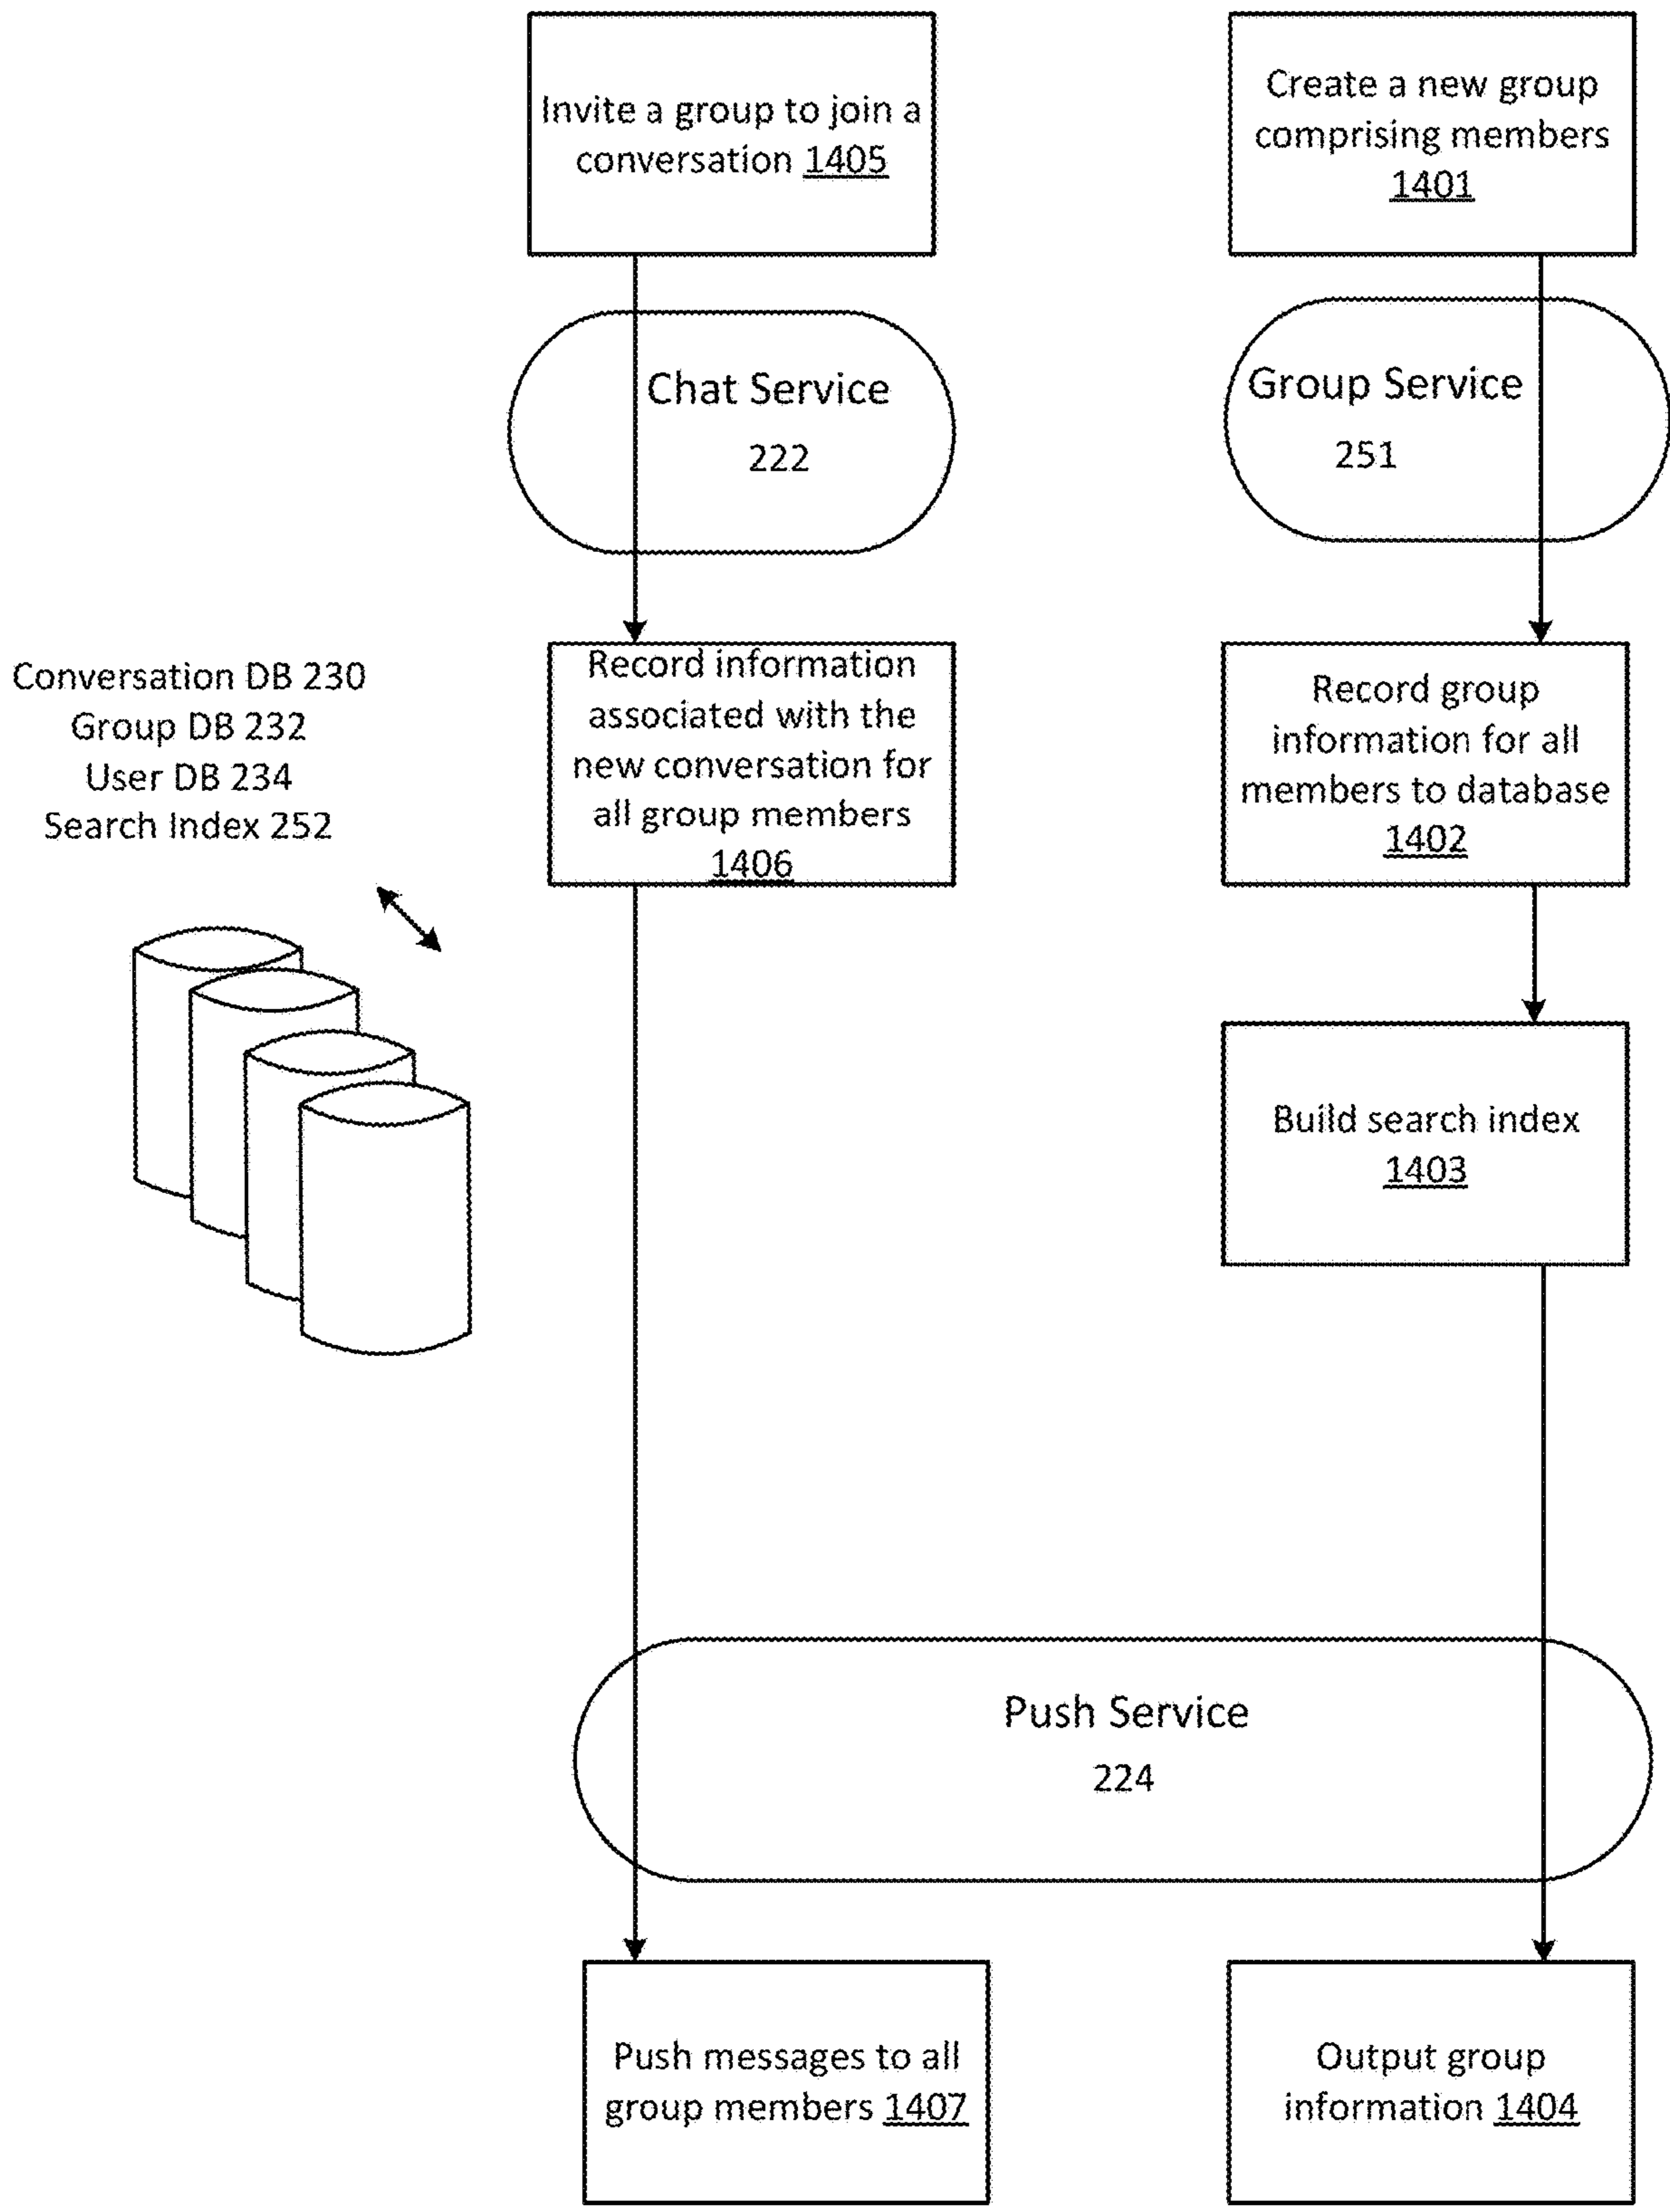 Invite a group to join a
conversation 1405
Create a new group
comprising members
1401
Chat Service
222
Group Service
251
Conversation DB 230
Group DB 232
User DB 234
Search Index 252
Record information
associated with the
new conversation for
all group members
1406
Record group
information for all
members to database
1402
Build search index
1403
Push Service
224
Push messages to all
group members 1407
Output group
information 1404